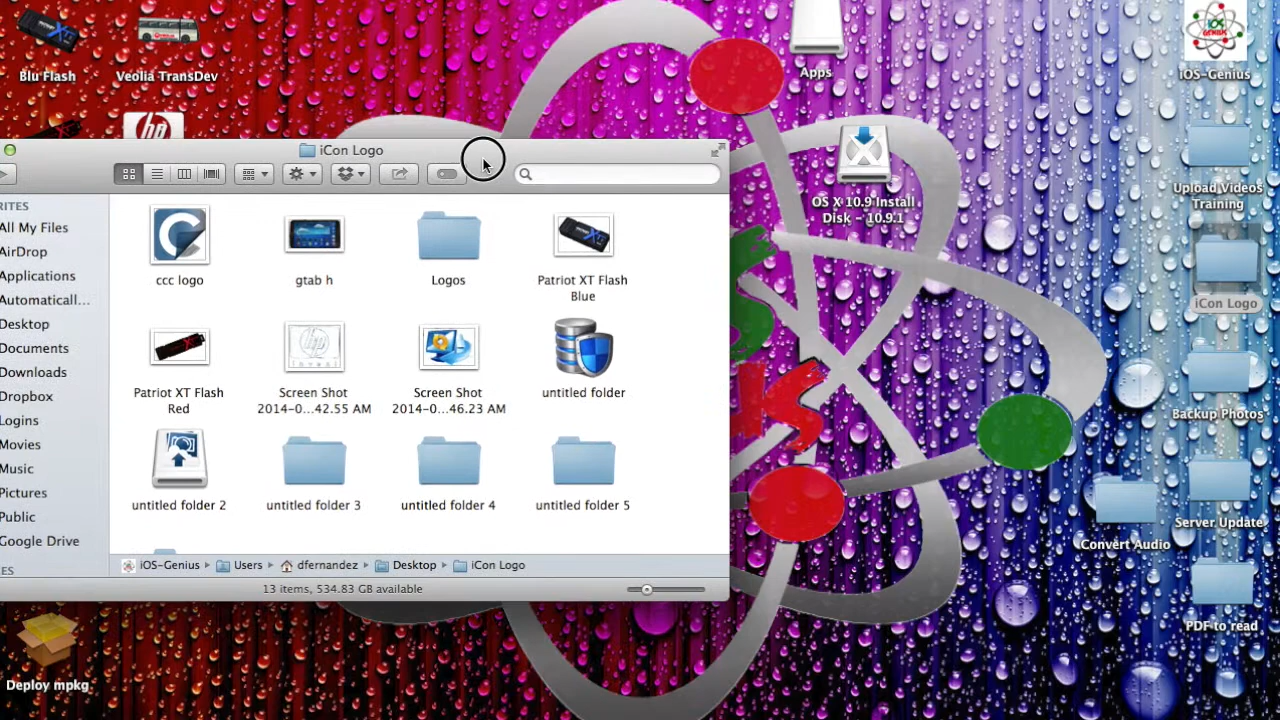 Blu Flash
Veolia TransDev
Apps
iOS-Genius
iCon Logo
OS X 10.9 Install
Disk - 10.9.1
Upload Videos
Training
iCon Logo
RITES
All My Files
AirDrop
Applications
Automaticall...
Desktop
Documents
Downloads
Dropbox
Logins
Movies
Music
Pictures
Public
Google Drive
ES
ccc logo
gtab h
Logos
Patriot XT Flash
Blue
Patriot XT Flash
Red
Screen Shot
2014-0...42.55 AM
Screen Shot
2014-0...46.23 AM
untitled folder
untitled folder 2
untitled folder 3
untitled folder 4
untitled folder 5
iOS-Genius
Users
dfernandez
Desktop
iCon Logo
13 items, 534.83 GB available
Backup Photos
Server Update
Convert Audio
PDF to read
Deploy mpkg
hp
iOS
GENIUS